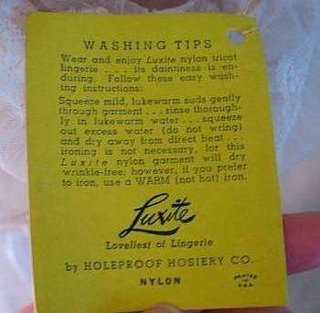 WASHING TIPS
Wear and enjoy Luxite nylon tricot
lingerie . . . . its daintiness is en-
during. Follow these easy wash-
ing instructions:
Squeeze mild, lukewarm suds gently
through garment . . . rinse thorough-
ly in lukewarm water . . . squeeze
out excess water (do not wring)
and dry away from direct heat . .
ironing is not necessary, for this
Luxite nylon garment will dry
wrinkle-free; however, if you prefer
to iron, use a WARM (not hot) iron.
Luxite
Loveliest of Lingerie
by HOLEPROOF HOSIERY CO.
NYLON
PRINTED
IN
U.S.A.